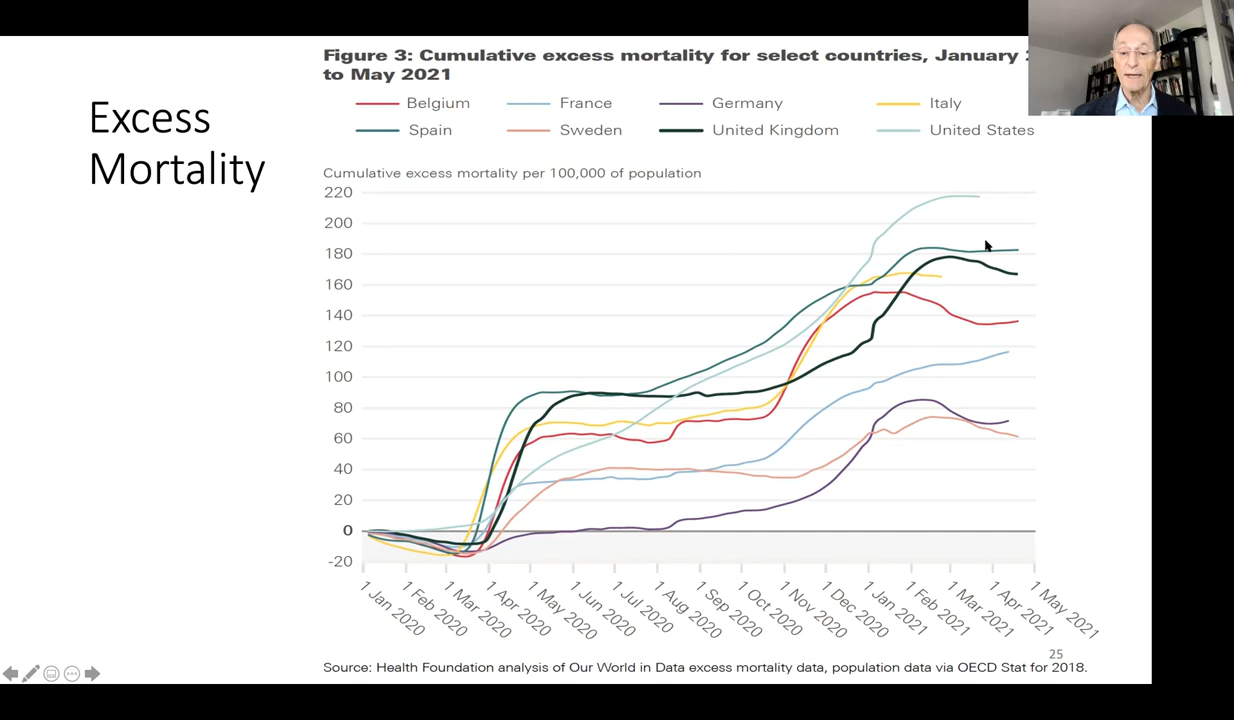 Excess
Mortality
Figure 3: Cumulative excess mortality for select countries, January
to May 2021
Belgium France Germany Italy
Spain Sweden United Kingdom United States
Cumulative excess mortality per 100,000 of population
220
200
180
160
140
120
100
80
60
40
20
0
-20
1 Jan 2020
1 Feb 2020
1 Mar 2020
1 Apr 2020
1 May 2020
1 Jun 2020
1 Jul 2020
1 Aug 2020
1 Sep 2020
1 Oct 2020
1 Nov 2020
1 Dec 2020
1 Jan 2021
1 Feb 2021
1 Mar 2021
1 Apr 2021
1 May 2021
25
Source: Health Foundation analysis of Our World in Data excess mortality data, population data via OECD Stat for 2018.